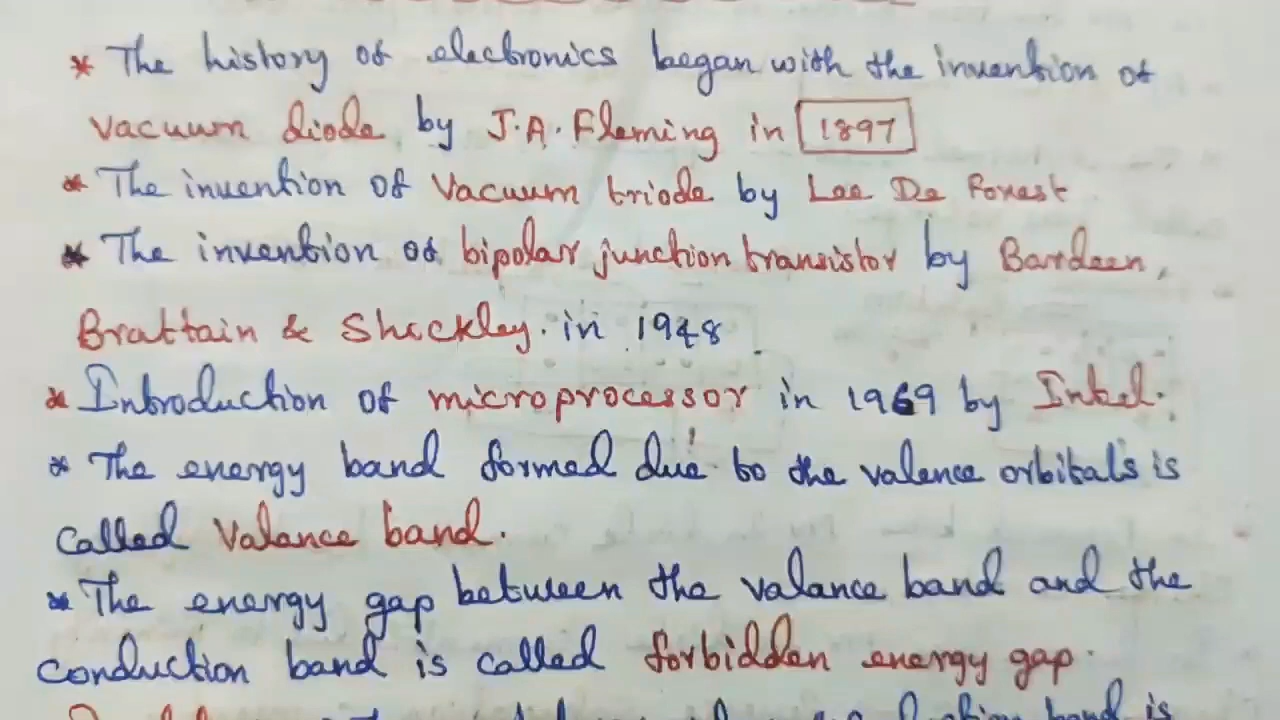 * The history of electronics began with the invention of
vacuum diode by J.A. Fleming in 1897
* The invention of Vacuum triode by Lee De Forest
* The invention of bipolar junction transistor by Bardeen,
Brattain & Shockley. in 1948
* Introduction of microprocessor in 1969 by Intel.
* The energy band formed due to the valence orbitals is
called Valance band.
* The energy gap between the valance band and the
conduction band is called forbidden energy gap.
band is